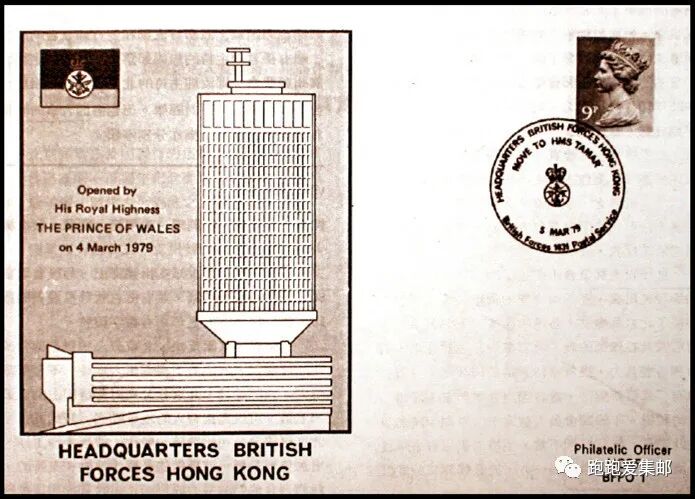 Opened by
His Royal Highness
THE PRINCE OF WALES
on 4 March 1979
HEADQUARTERS BRITISH
FORCES HONG KONG
9P
HEADQUARTERS BRITISH FORCES HONG KONG
MOVE TO 'HMS TAMAR'
5 MAR 79
British Forces 1631 Postal Service
Philatelic Officer
BFPO 1
跑跑爱集邮